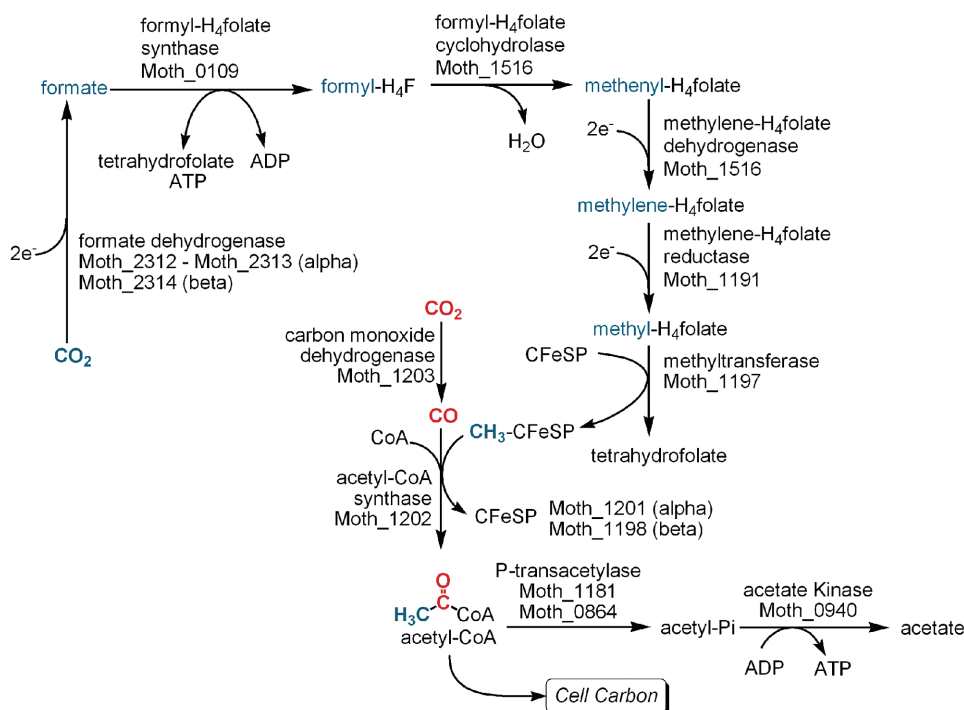 formyl-H4folate
synthase
Moth_0109
formyl-H4folate
cyclohydrolase
Moth_1516
formate
formyl-H4F
methenyl-H4folate
tetrahydrofolate
ATP
ADP
H2O
2e-
methylene-H4folate
dehydrogenase
Moth_1516
methylene-H4folate
2e-
formate dehydrogenase
Moth_2312 - Moth_2313 (alpha)
Moth_2314 (beta)
2e-
methylene-H4folate
reductase
Moth_1191
CO2
CO2
methyl-H4folate
carbon monoxide
dehydrogenase
Moth_1203
CFeSP
methyltransferase
Moth_1197
CO
CoA
CH3-CFeSP
tetrahydrofolate
acetyl-CoA
synthase
Moth_1202
CFeSP
Moth_1201 (alpha)
Moth_1198 (beta)
O
H3C
C
CoA
acetyl-CoA
P-transacetylase
Moth_1181
Moth_0864
acetyl-Pi
acetate Kinase
Moth_0940
acetate
ADP
ATP
Cell Carbon